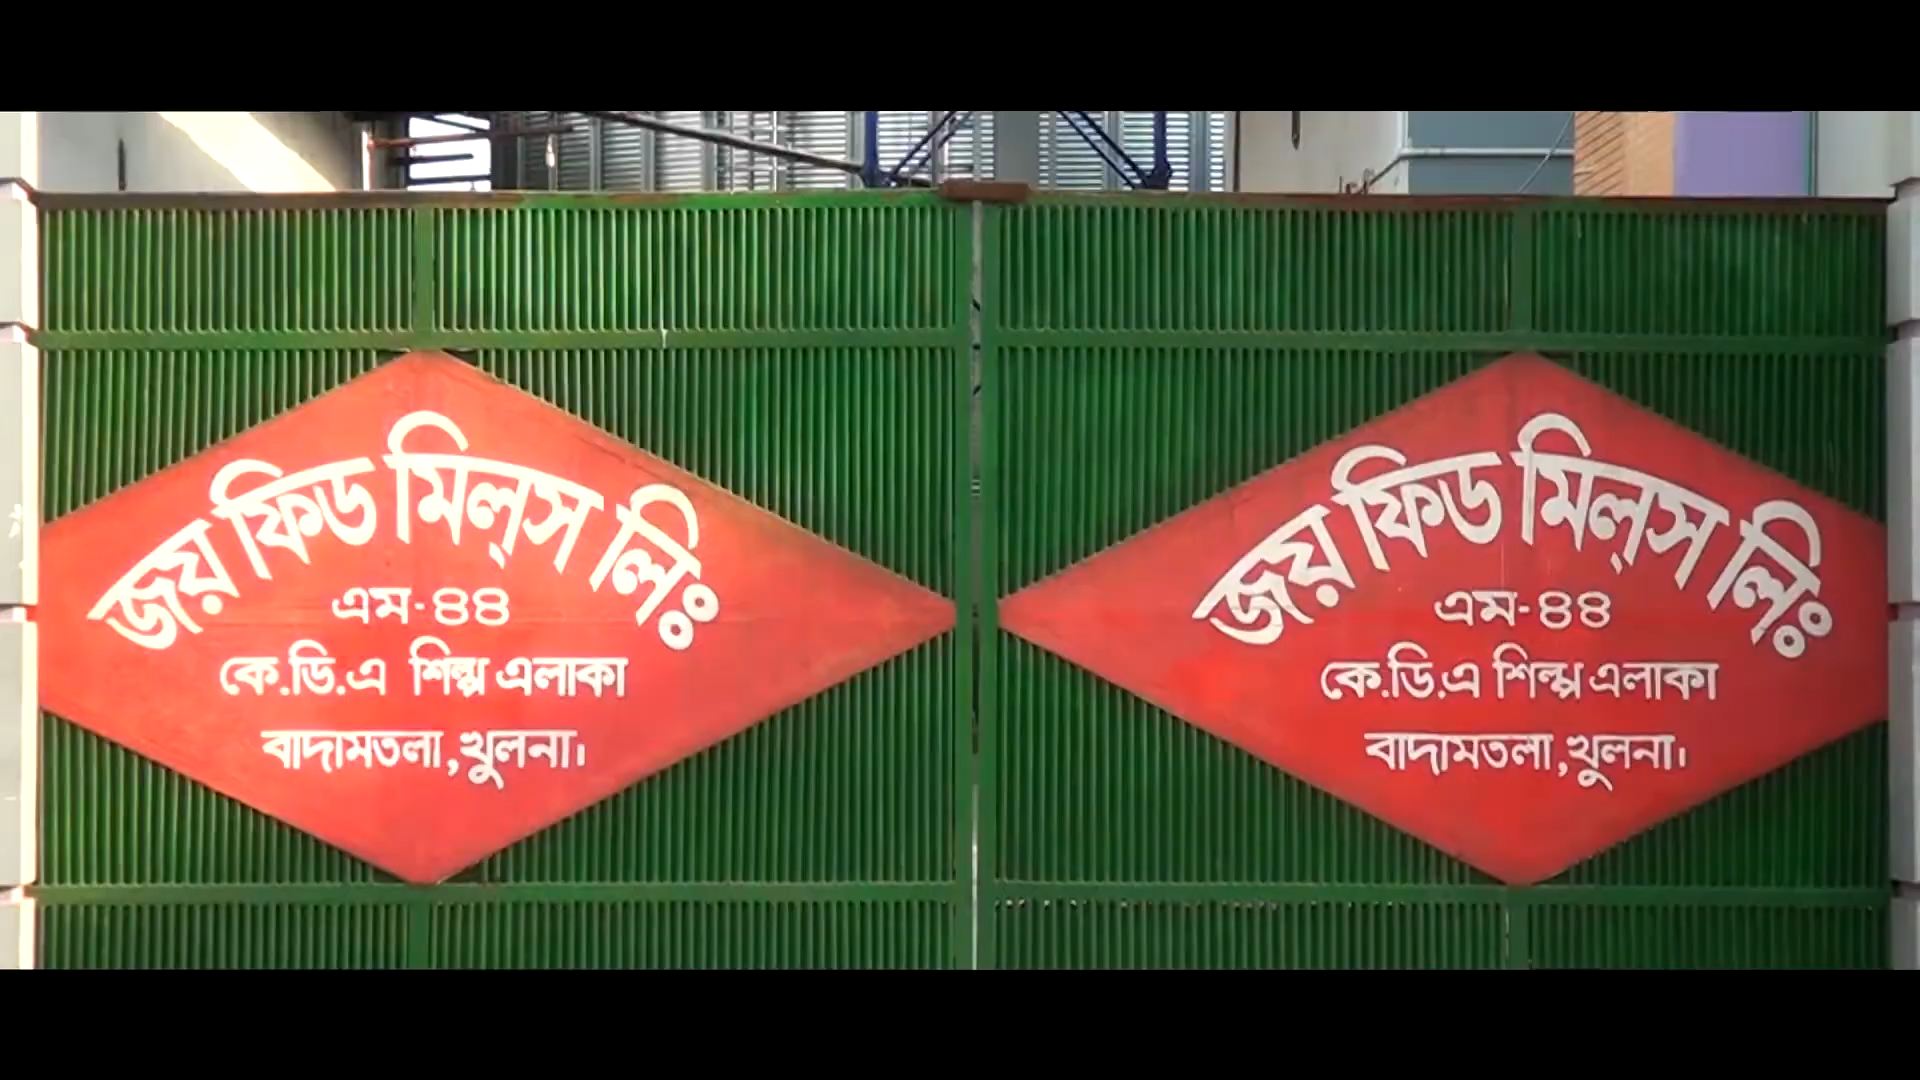 জয় ফিড মিল্‌স লিঃ
এম-৪৪
কে.ডি.এ শিল্প এলাকা
বাদামতলা,খুলনা।
জয় ফিড মিল্‌স লিঃ
এম-৪৪
কে.ডি.এ শিল্প এলাকা
বাদামতলা,খুলনা।